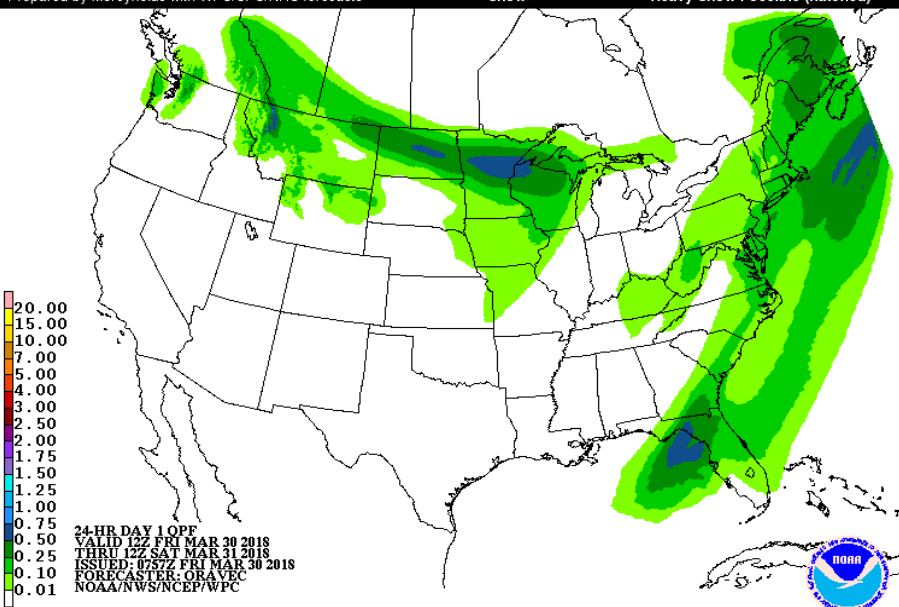 20.00
15.00
10.00
7.00
5.00
4.00
3.00
2.50
2.00
1.75
1.50
1.25
1.00
0.75
0.50
0.25
0.10
0.01
24-HR DAY 1 QPF
VALID 12Z FRI MAR 30 2018
THRU 12Z SAT MAR 31 2018
ISSUED: 0757Z FRI MAR 30 2018
FORECASTER: ORAVEC
NOAA/NWS/NCEP/WPC
NOAA